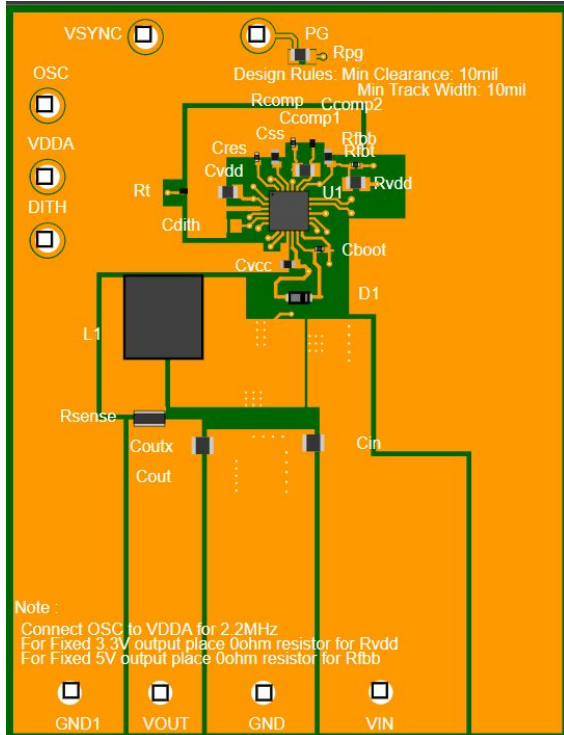 VSYNC
PG
Rpg
OSC
Design Rules: Min Clearance: 10mil
Min Track Width: 10mil
Rcomp
Ccomp2
Ccomp1
Css
Rfbb
VDDA
Cres
Rfbt
Cvdd
Rvdd
Rt
U1
DITH
Cdith
Cboot
Cvcc
D1
L1
Rsense
Coutx
Cin
Cout
Note :
Connect OSC to VDDA for 2.2MHz
For Fixed 3.3V output place 0ohm resistor for Rvdd
For Fixed 5V output place 0ohm resistor for Rfbb
GND1
VOUT
GND
VIN